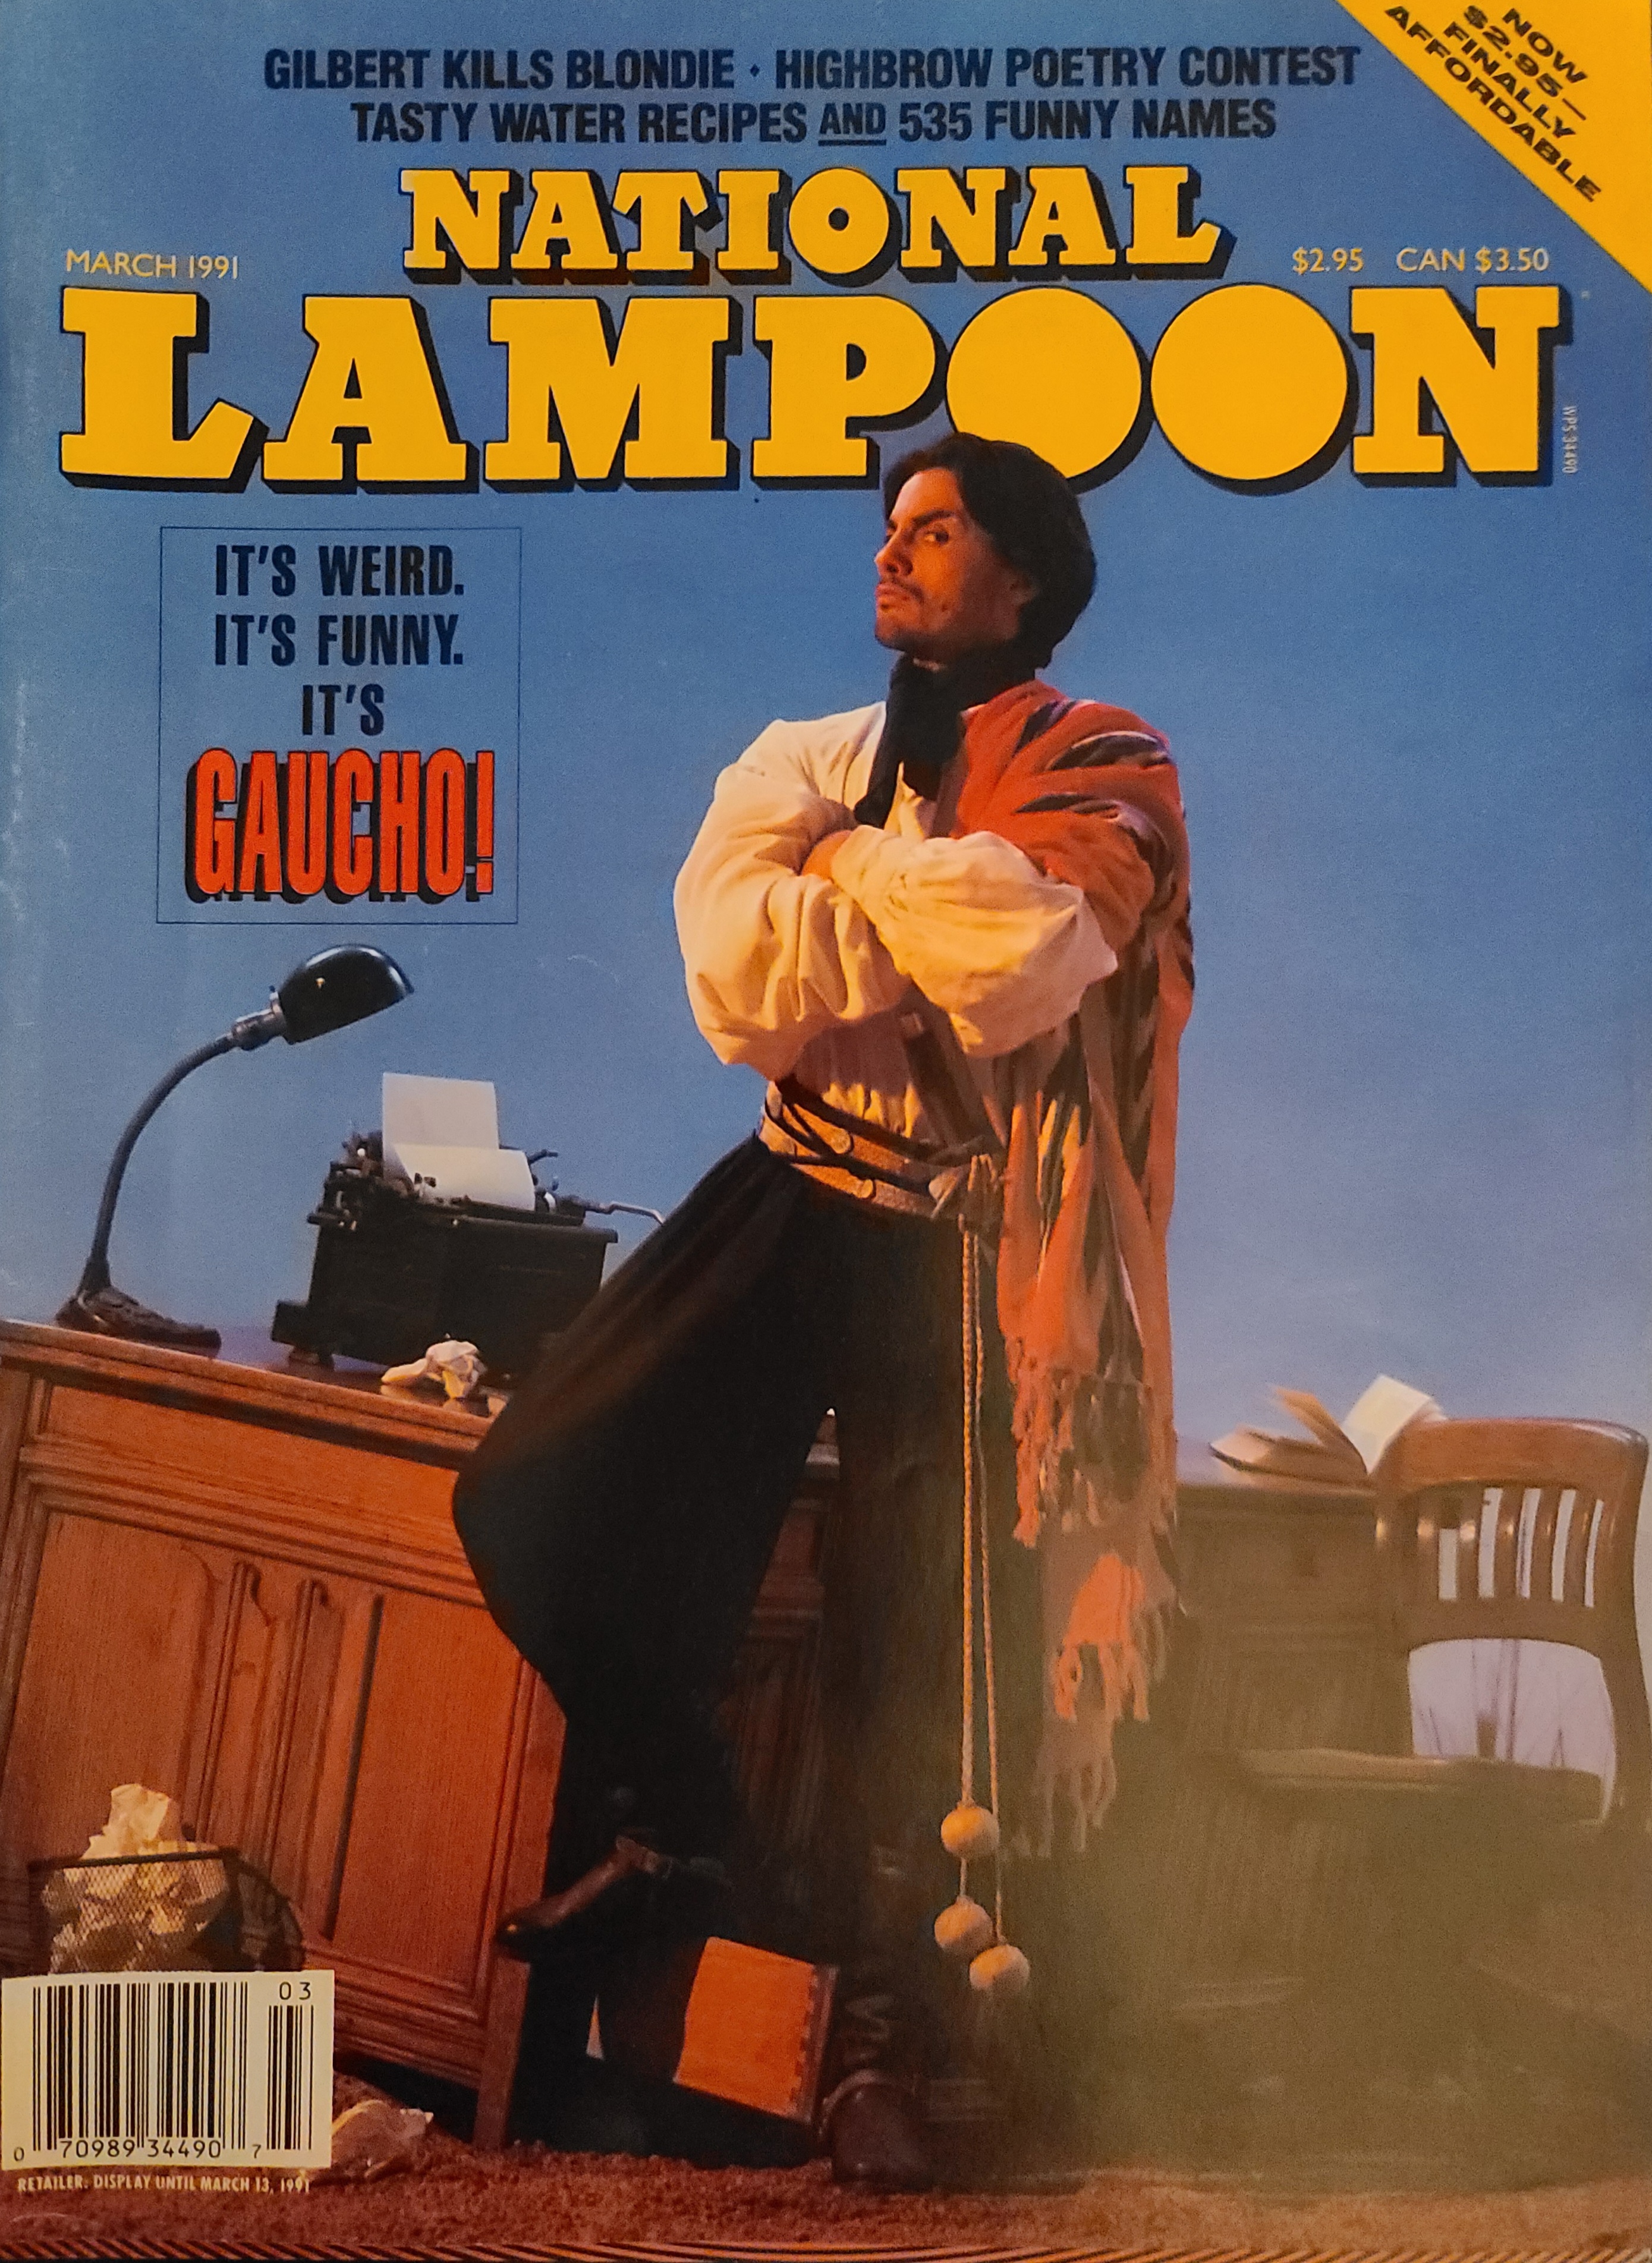 NOW
$2.95—
FINALLY
AFFORDABLE
GILBERT KILLS BLONDIE · HIGHBROW POETRY CONTEST
TASTY WATER RECIPES AND 535 FUNNY NAMES
NATIONAL
MARCH 1991
$2.95 CAN $3.50
LAMPOON
WPS 34490
IT'S WEIRD.
IT'S FUNNY.
IT'S
GAUCHO!
03
0 70989 34490 7
RETAILER: DISPLAY UNTIL MARCH 13, 1991